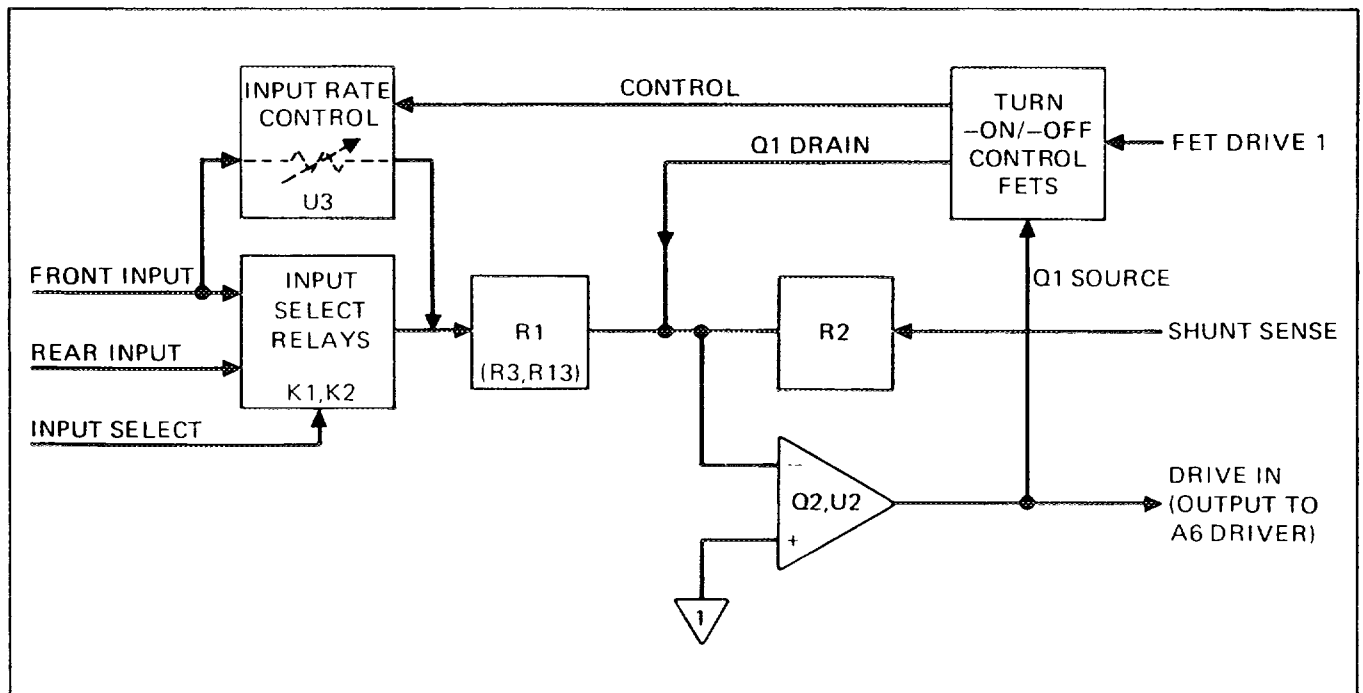 INPUT RATE
CONTROL
U3
CONTROL
Q1 DRAIN
TURN
–ON/–OFF
CONTROL
FETS
FET DRIVE 1
FRONT INPUT
REAR INPUT
INPUT SELECT
INPUT
SELECT
RELAYS
K1,K2
R1
(R3,R13)
R2
Q1 SOURCE
SHUNT SENSE
–
Q2,U2
+
1
DRIVE IN
(OUTPUT TO
A6 DRIVER)